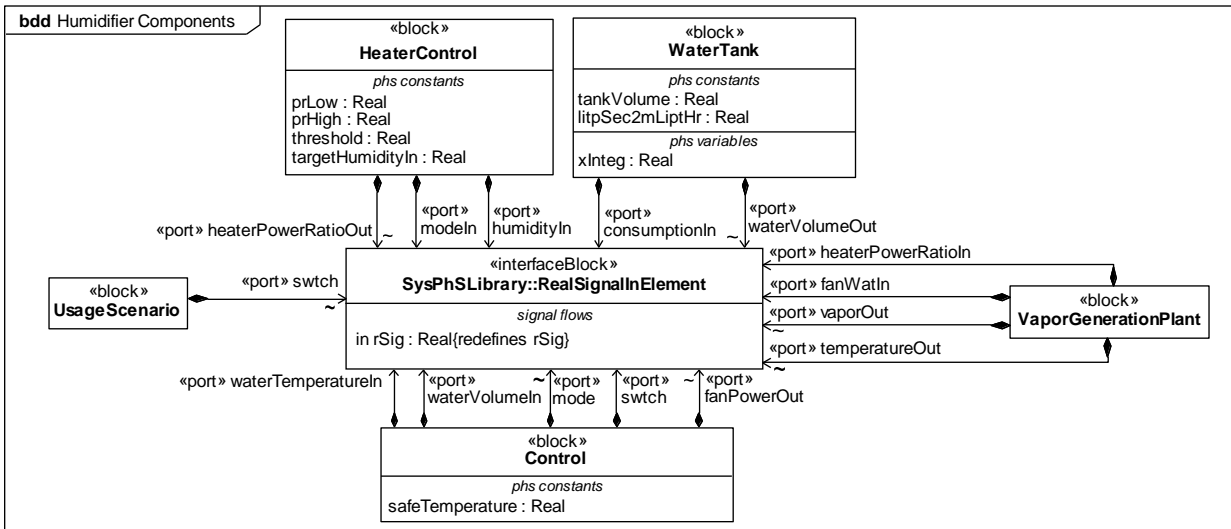 bdd Humidifier Components
«block»
HeaterControl
phs constants
prLow : Real
prHigh : Real
threshold : Real
targetHumidityIn : Real
«block»
WaterTank
phs constants
tankVolume : Real
litpSec2mLiptHr : Real
phs variables
xInteg : Real
«port» heaterPowerRatioOut
~
«port»
modeIn
«port»
humidityIn
«port»
consumptionIn
~
«port»
waterVolumeOut
«block»
UsageScenario
«port» swtch
~
«interfaceBlock»
SysPhSLibrary::RealSignalInElement
signal flows
in rSig : Real{redefines rSig}
«port» heaterPowerRatioIn
«port» fanWatIn
«port» vaporOut
~
«port» temperatureOut
~
«block»
VaporGenerationPlant
«port» waterTemperatureIn
«port»
waterVolumeIn
~
«port»
mode
«port»
swtch
~
«port»
fanPowerOut
«block»
Control
phs constants
safeTemperature : Real